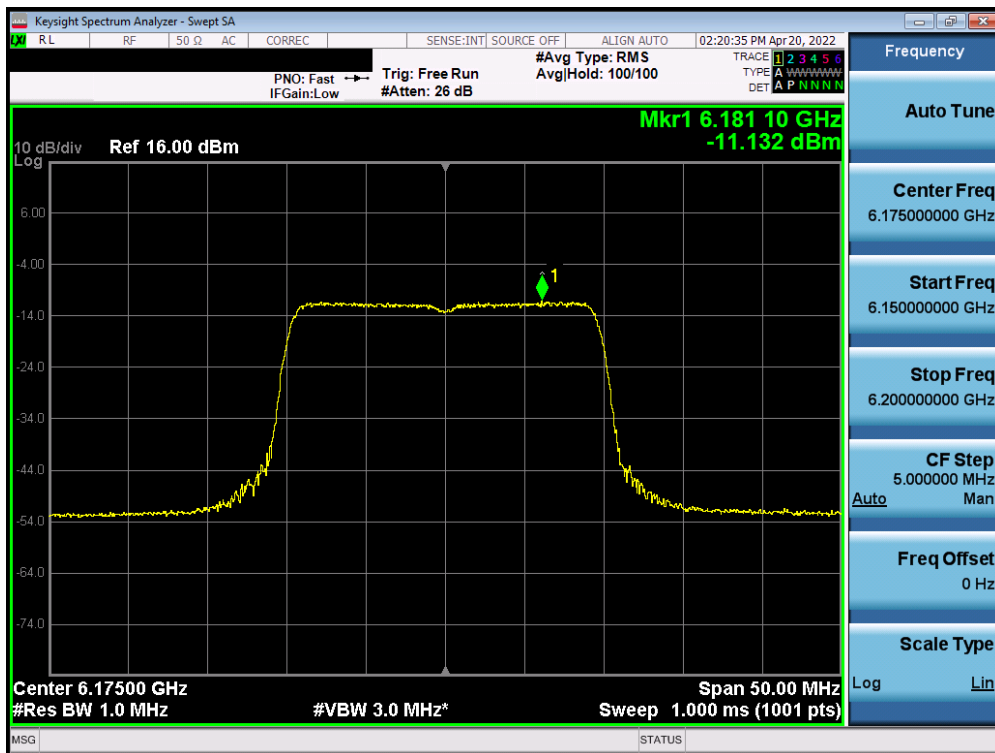 Keysight Spectrum Analyzer - Swept SA
LXI RL RF 50 Ω AC CORREC SENSE:INT SOURCE OFF ALIGN AUTO 02:20:35 PM Apr 20, 2022
PNO: Fast
IFGain:Low
Trig: Free Run
#Atten: 26 dB
#Avg Type: RMS
Avg|Hold: 100/100
TRACE 1 2 3 4 5 6
TYPE A WWWWW
DET A P N N N N
Mkr1 6.181 10 GHz
-11.132 dBm
10 dB/div Ref 16.00 dBm
Log
6.00
-4.00
-14.0
-24.0
-34.0
-44.0
-54.0
-64.0
-74.0
1
Center 6.17500 GHz Span 50.00 MHz
#Res BW 1.0 MHz #VBW 3.0 MHz* Sweep 1.000 ms (1001 pts)
MSG STATUS
Frequency
Auto Tune
Center Freq
6.175000000 GHz
Start Freq
6.150000000 GHz
Stop Freq
6.200000000 GHz
CF Step
5.000000 MHz
Auto Man
Freq Offset
0 Hz
Scale Type
Log Lin